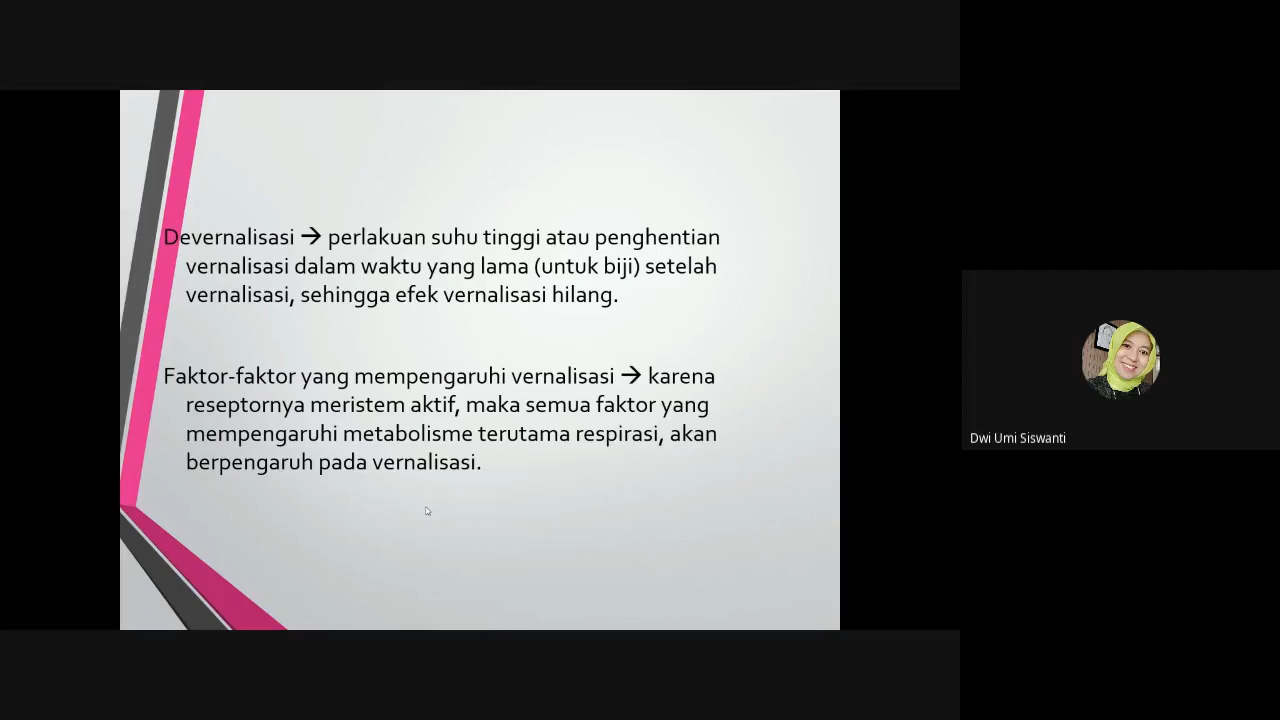 Devernalisasi → perlakuan suhu tinggi atau penghentian
vernalisasi dalam waktu yang lama (untuk biji) setelah
vernalisasi, sehingga efek vernalisasi hilang.
Faktor-faktor yang mempengaruhi vernalisasi → karena
reseptornya meristem aktif, maka semua faktor yang
mempengaruhi metabolisme terutama respirasi, akan
berpengaruh pada vernalisasi.
Dwi Umi Siswanti